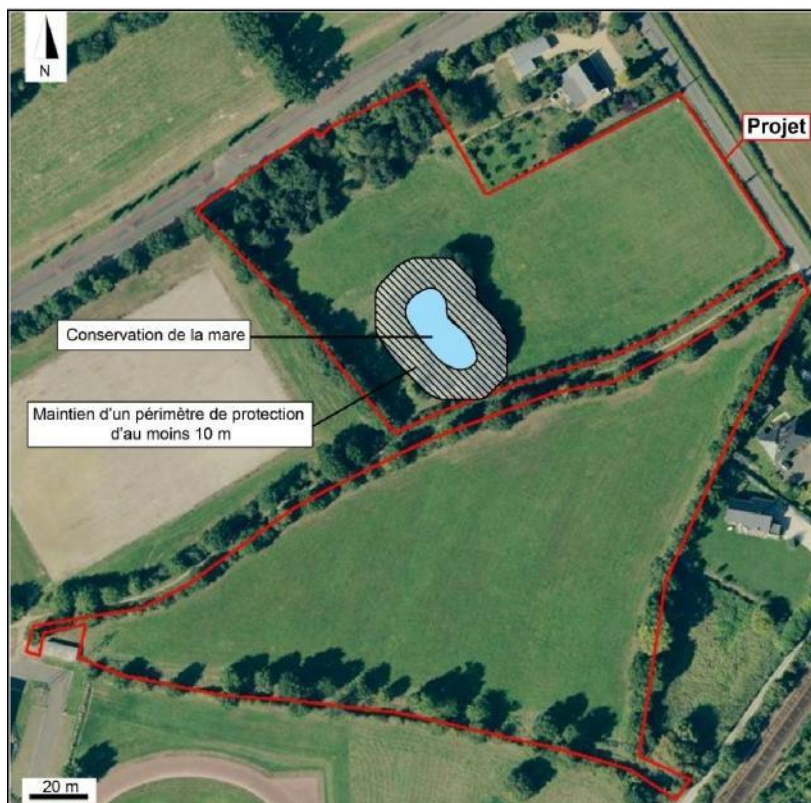 N
Projet
Conservation de la mare
Maintien d'un périmètre de protection
d'au moins 10 m
20 m